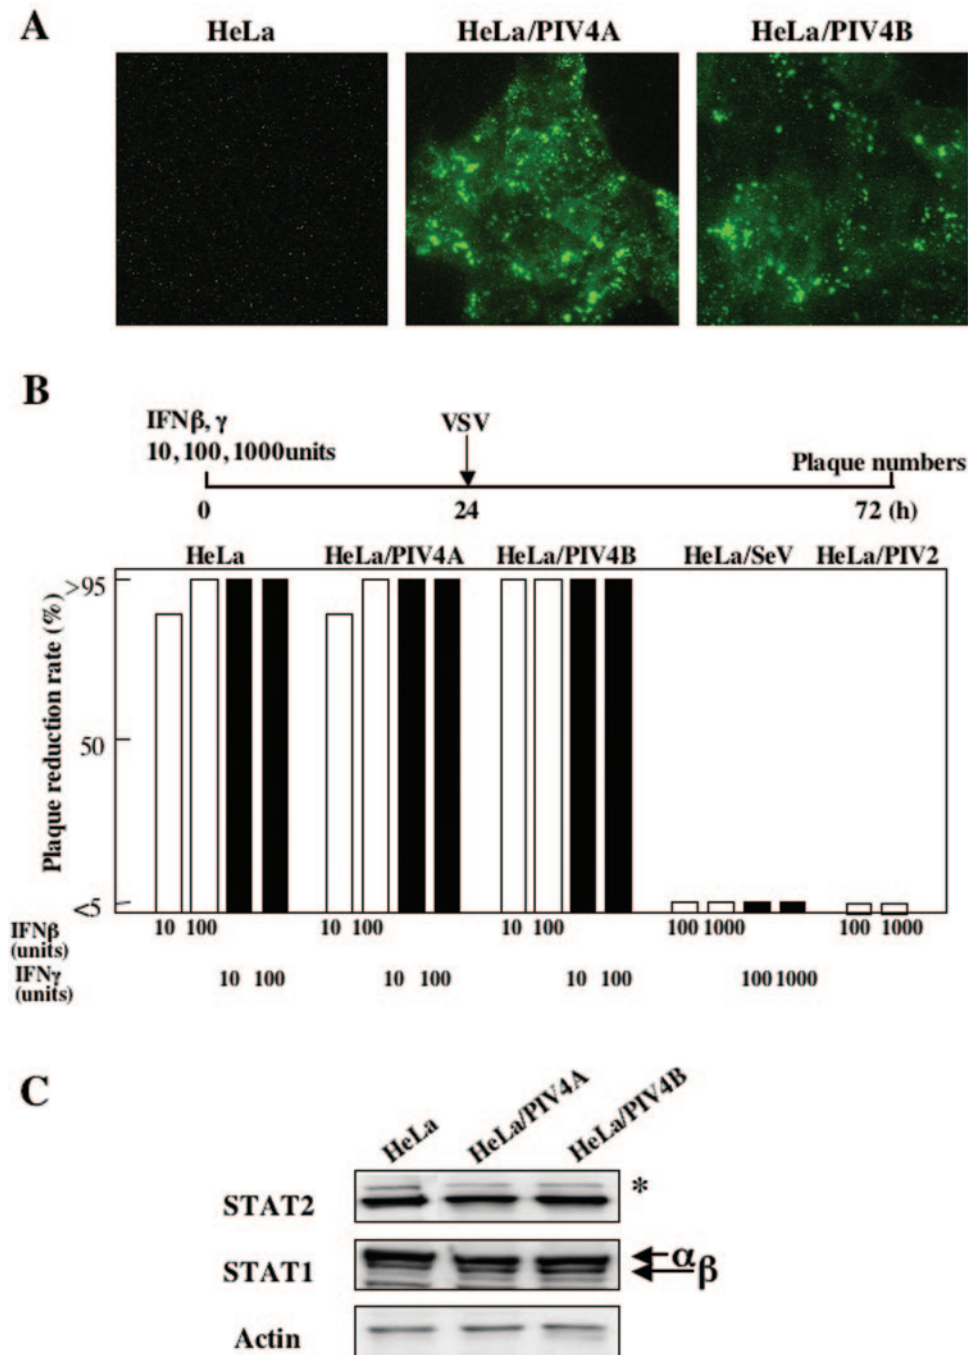 A
HeLa HeLa/PIV4A HeLa/PIV4B
B
IFNβ, γ
10, 100, 1000units
VSV
Plaque numbers
0 24 72 (h)
HeLa HeLa/PIV4A HeLa/PIV4B HeLa/SeV HeLa/PIV2
Plaque reduction rate (%)
>95
50
<5
IFNβ (units) 10 100 10 100 10 100 100 1000 100 1000
IFNγ (units) 10 100 10 100 10 100 100 1000
C
HeLa HeLa/PIV4A HeLa/PIV4B
STAT2 *
STAT1 α β
Actin